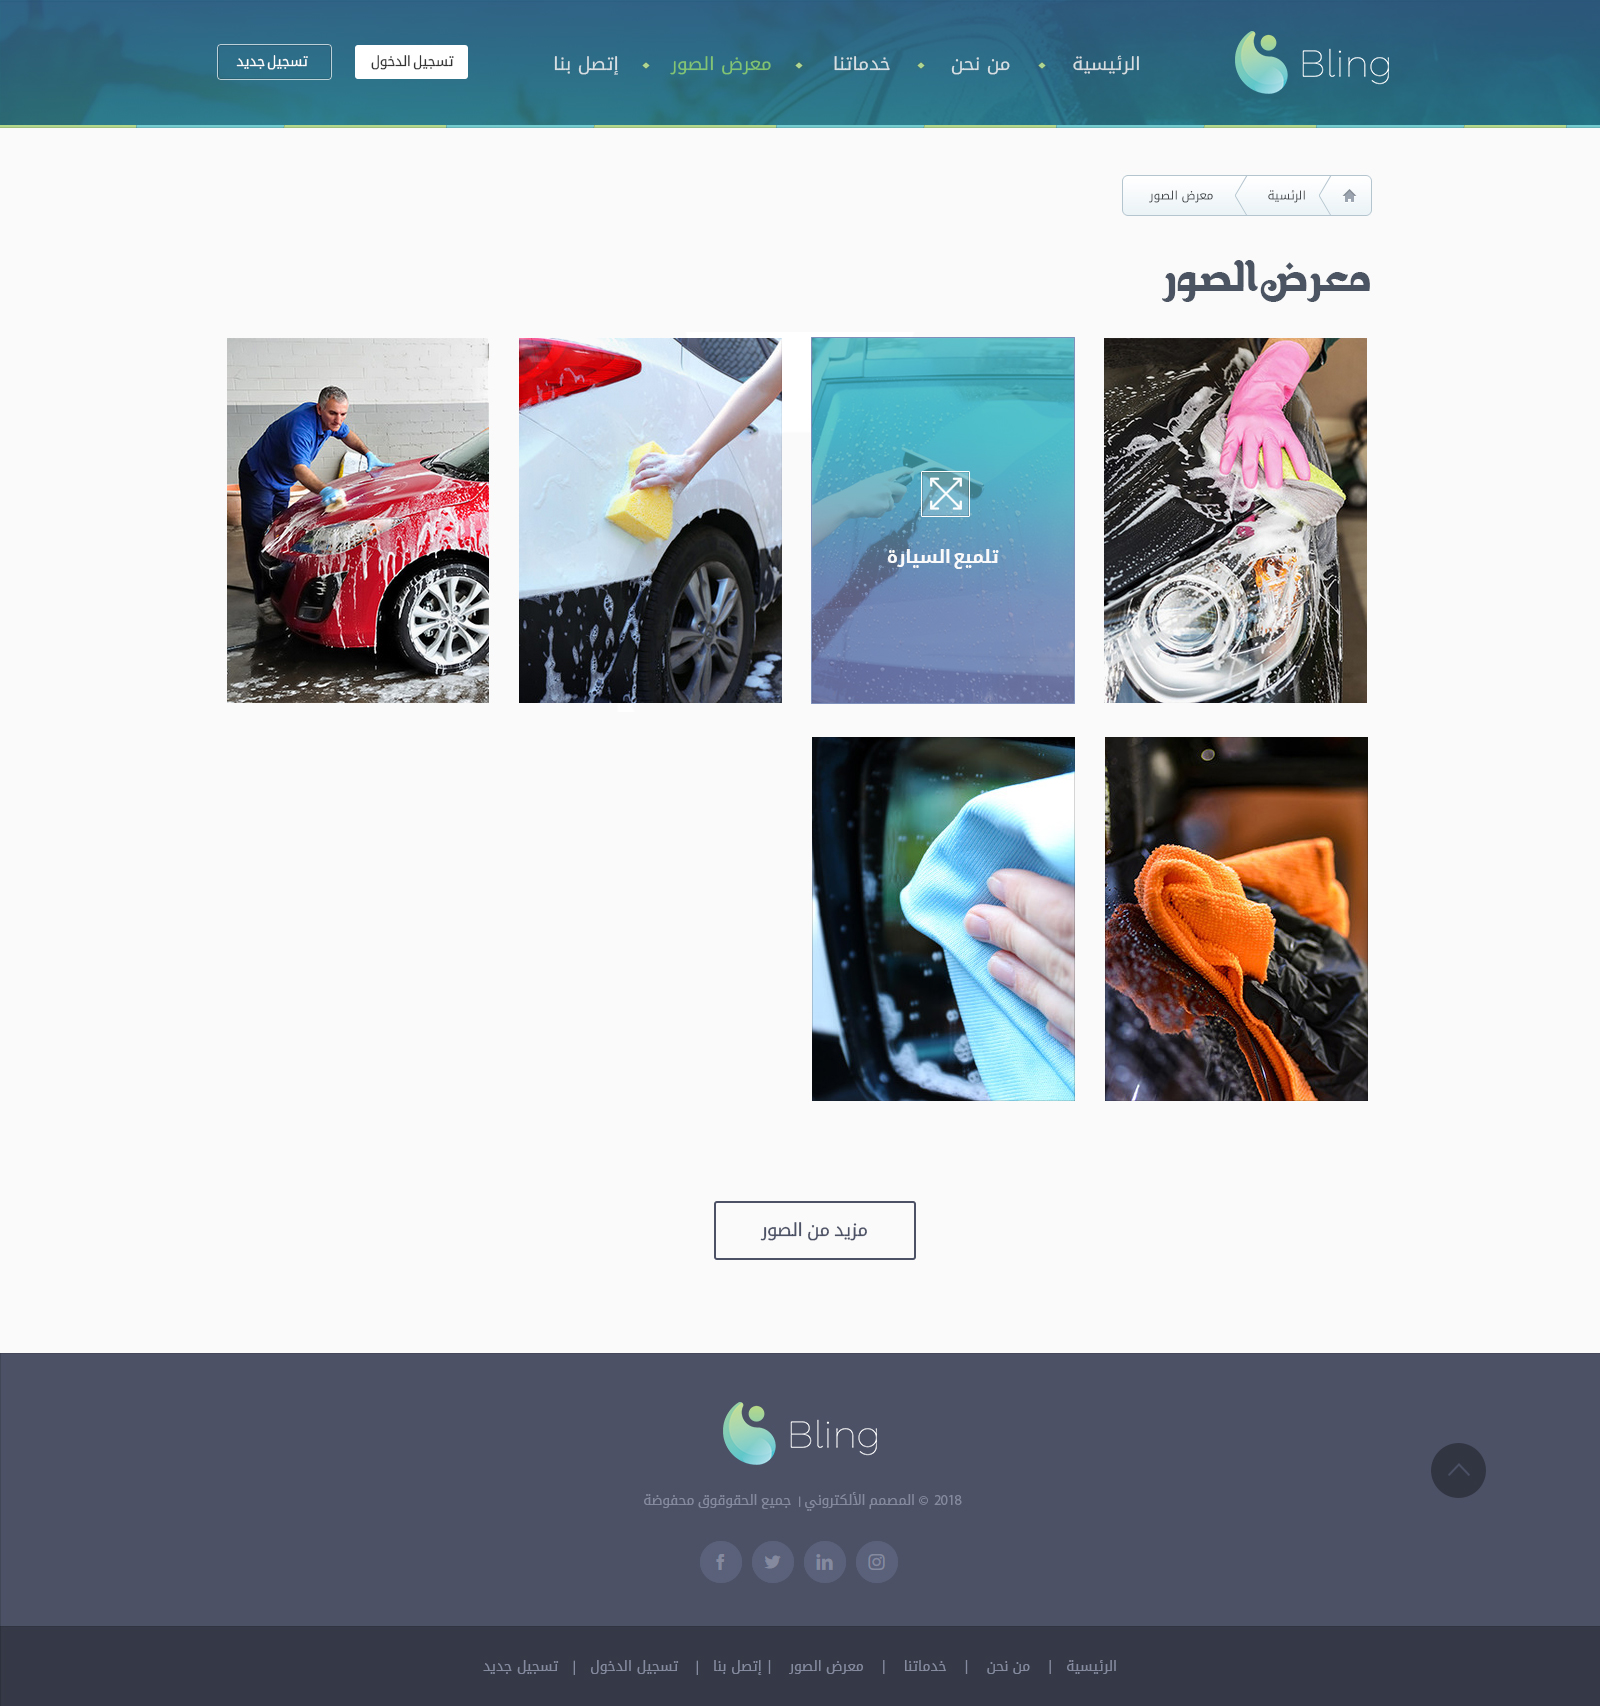 Bling
الرئيسية
من نحن
خدماتنا
معرض الصور
إتصل بنا
تسجيل الدخول
تسجيل جديد
الرئسية
معرض الصور
معرض الصور
تلميع السيارة
مزيد من الصور
Bling
2018 © المصمم الألكتروني | جميع الحقوقوق محفوضة
الرئيسية | من نحن | خدماتنا | معرض الصور | إتصل بنا | تسجيل الدخول | تسجيل جديد